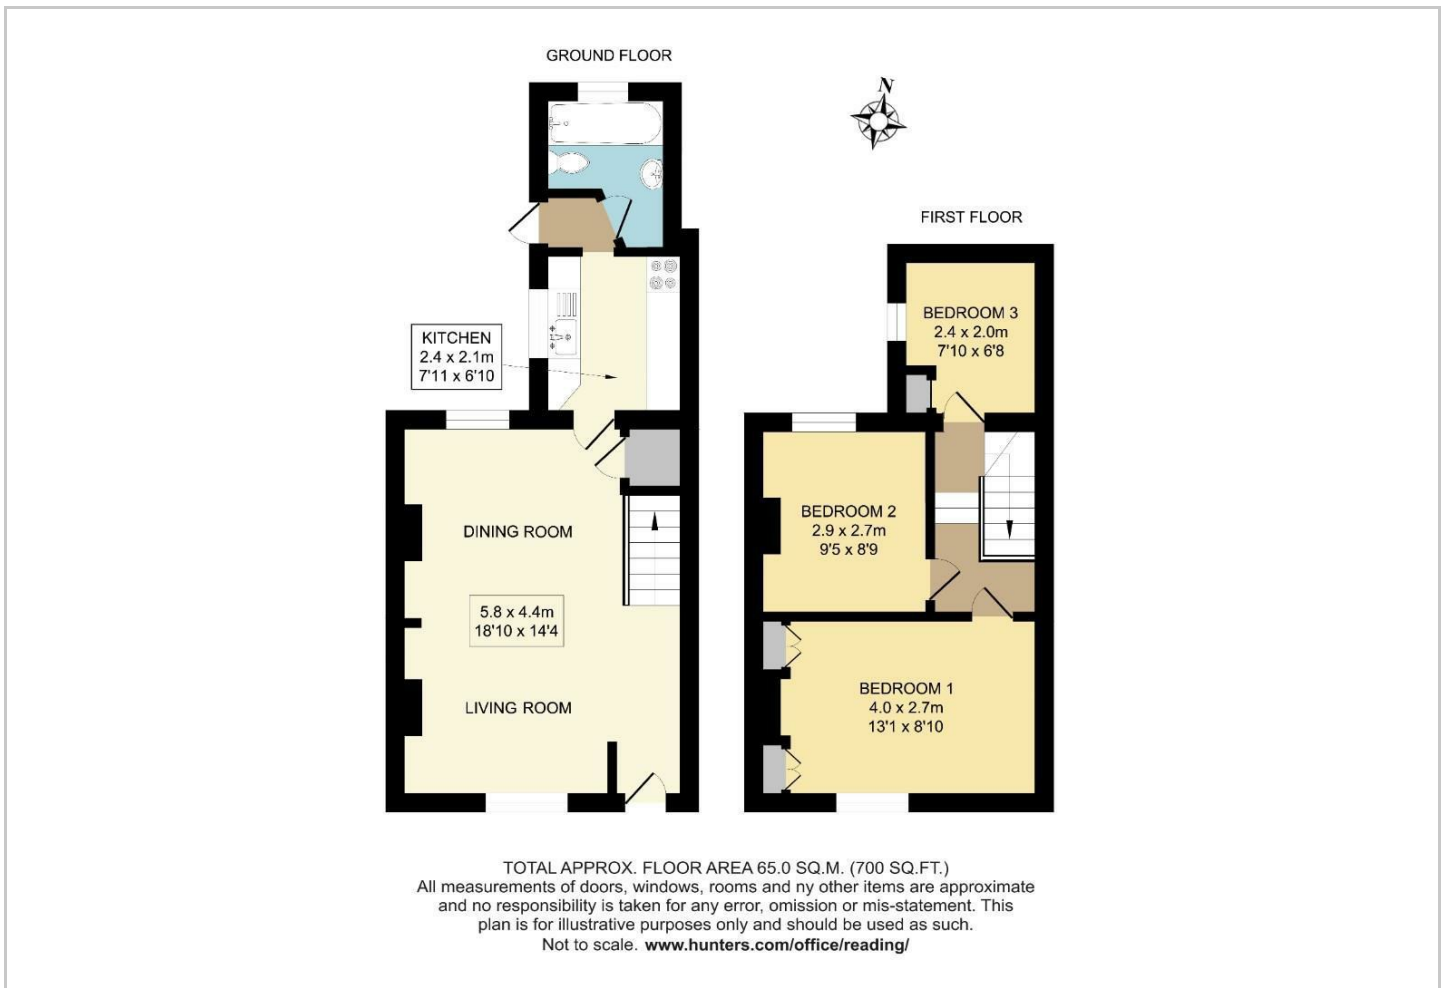 GROUND FLOOR
N
FIRST FLOOR
KITCHEN
2.4 x 2.1m
7'11 x 6'10
BEDROOM 3
2.4 x 2.0m
7'10 x 6'8
DINING ROOM
5.8 x 4.4m
18'10 x 14'4
LIVING ROOM
BEDROOM 2
2.9 x 2.7m
9'5 x 8'9
BEDROOM 1
4.0 x 2.7m
13'1 x 8'10
TOTAL APPROX. FLOOR AREA 65.0 SQ.M. (700 SQ.FT.)
All measurements of doors, windows, rooms and ny other items are approximate
and no responsibility is taken for any error, omission or mis-statement. This
plan is for illustrative purposes only and should be used as such.
Not to scale. www.hunters.com/office/reading/